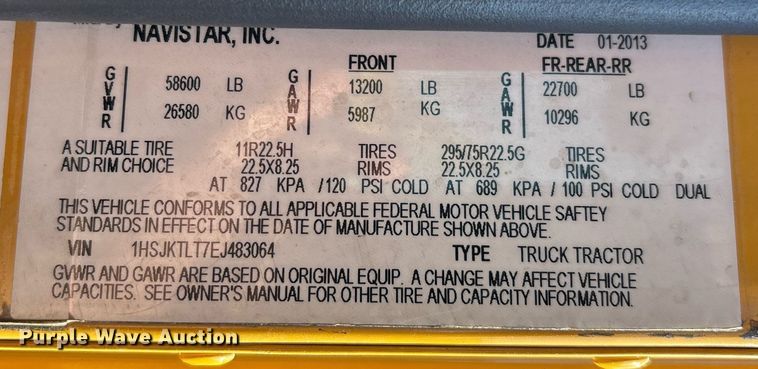 NAVISTAR, INC. DATE 01-2013
FRONT FR-REAR-RR
GVWR 58600 LB GAWR 13200 LB GAWR 22700 LB
26580 KG 5987 KG 10296 KG
A SUITABLE TIRE 11R22.5H TIRES 295/75R22.5G TIRES
AND RIM CHOICE 22.5X8.25 RIMS 22.5X8.25 RIMS
AT 827 KPA /120 PSI COLD AT 689 KPA / 100 PSI COLD DUAL
THIS VEHICLE CONFORMS TO ALL APPLICABLE FEDERAL MOTOR VEHICLE SAFTEY
STANDARDS IN EFFECT ON THE DATE OF MANUFACTURE SHOWN ABOVE.
VIN 1HSJKTLT7EJ483064 TYPE TRUCK TRACTOR
GVWR AND GAWR ARE BASED ON ORIGINAL EQUIP. A CHANGE MAY AFFECT VEHICLE
CAPACITIES. SEE OWNER'S MANUAL FOR OTHER TIRE AND CAPACITY INFORMATION.
Purple Wave Auction